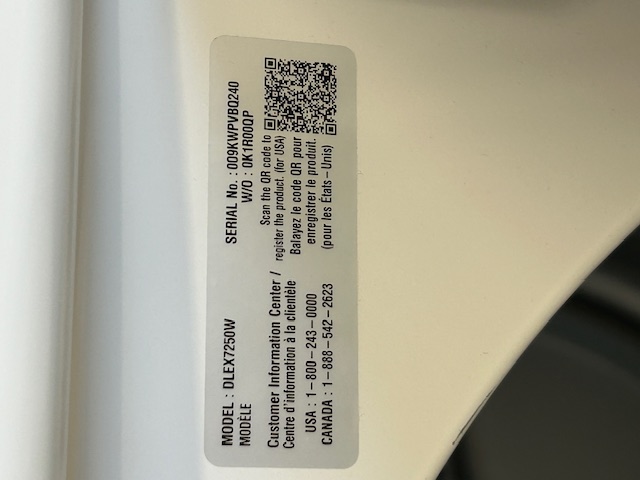 MODEL : DLEX7250W
MODÈLE
SERIAL No. : 009KWPVBQ240
W/O : 0K1R00QP
Customer Information Center /
Centre d'information à la clientèle
USA : 1-800-243-0000
CANADA : 1-888-542-2623
Scan the QR code to
register the product. (for USA)
Balayez le code QR pour
enregistrer le produit.
(pour les États-Unis)